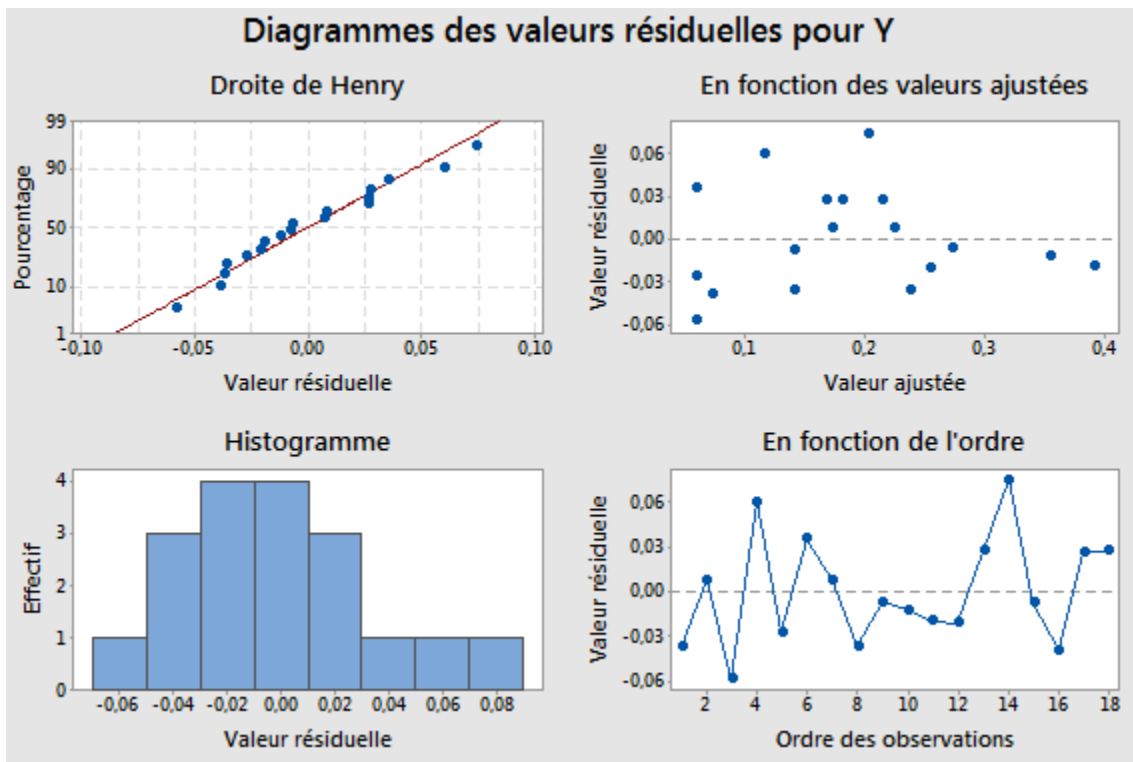 Diagrammes des valeurs résiduelles pour Y
Droite de Henry
99
90
50
10
1
Pourcentage
-0,10 -0,05 0,00 0,05 0,10
Valeur résiduelle
En fonction des valeurs ajustées
0,06
0,03
0,00
-0,03
-0,06
Valeur résiduelle
0,1 0,2 0,3 0,4
Valeur ajustée
Histogramme
4
3
2
1
0
Effectif
-0,06 -0,04 -0,02 0,00 0,02 0,04 0,06 0,08
Valeur résiduelle
En fonction de l'ordre
0,06
0,03
0,00
-0,03
-0,06
Valeur résiduelle
2 4 6 8 10 12 14 16 18
Ordre des observations